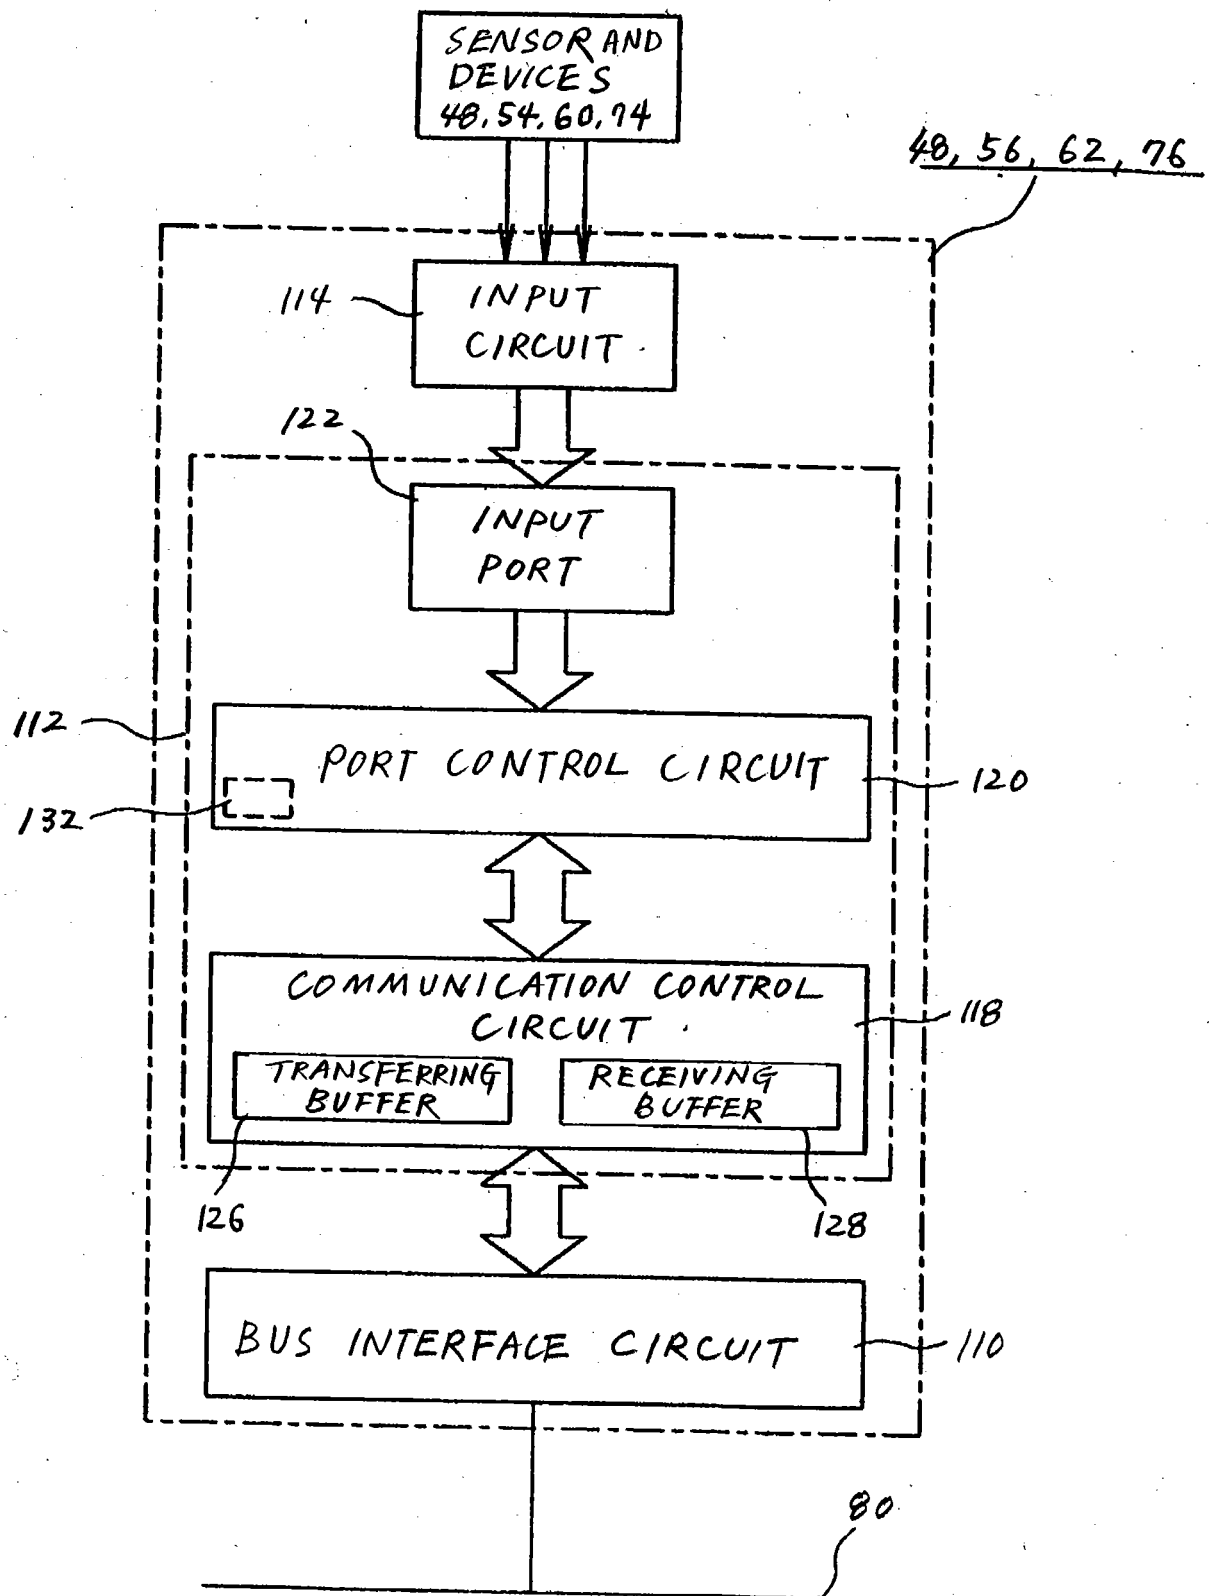 SENSOR AND
DEVICES
48, 54, 60, 74
48, 56, 62, 76
114
INPUT
CIRCUIT
122
INPUT
PORT
112
PORT CONTROL CIRCUIT
120
132
COMMUNICATION CONTROL
CIRCUIT
118
TRANSFERRING
BUFFER
RECEIVING
BUFFER
126
128
BUS INTERFACE CIRCUIT
110
80